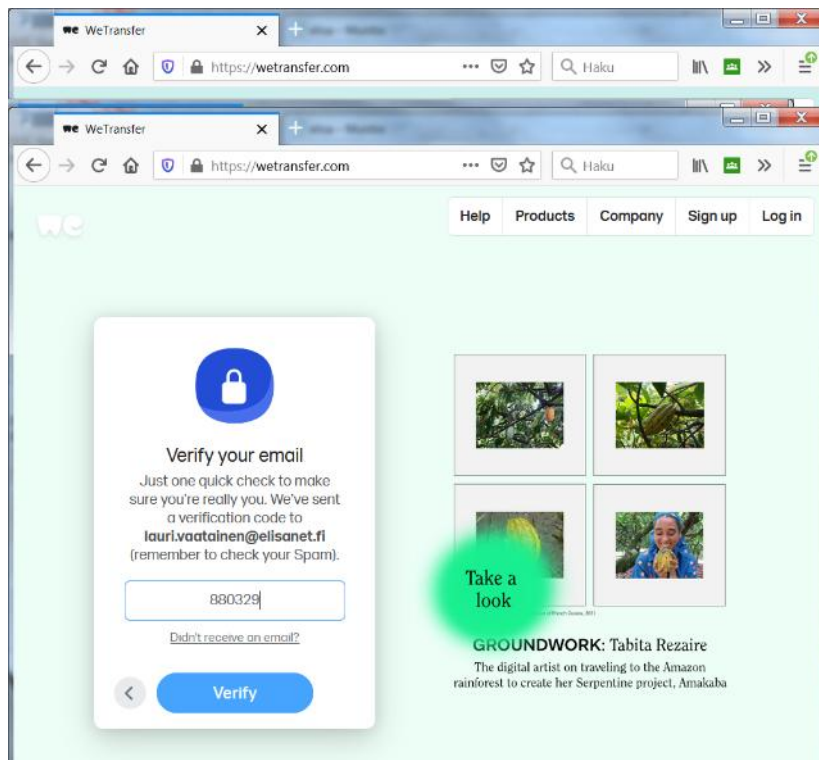 we WeTransfer
https://wetransfer.com
Haku
we WeTransfer
https://wetransfer.com
Haku
we
Help Products Company Sign up Log in
Verify your email
Just one quick check to make
sure you're really you. We've sent
a verification code to
lauri.vaatainen@elisanet.fi
(remember to check your Spam).
880329
Didn't receive an email?
Verify
Take a
look
GROUNDWORK: Tabita Rezaire
The digital artist on traveling to the Amazon
rainforest to create her Serpentine project, Amakaba